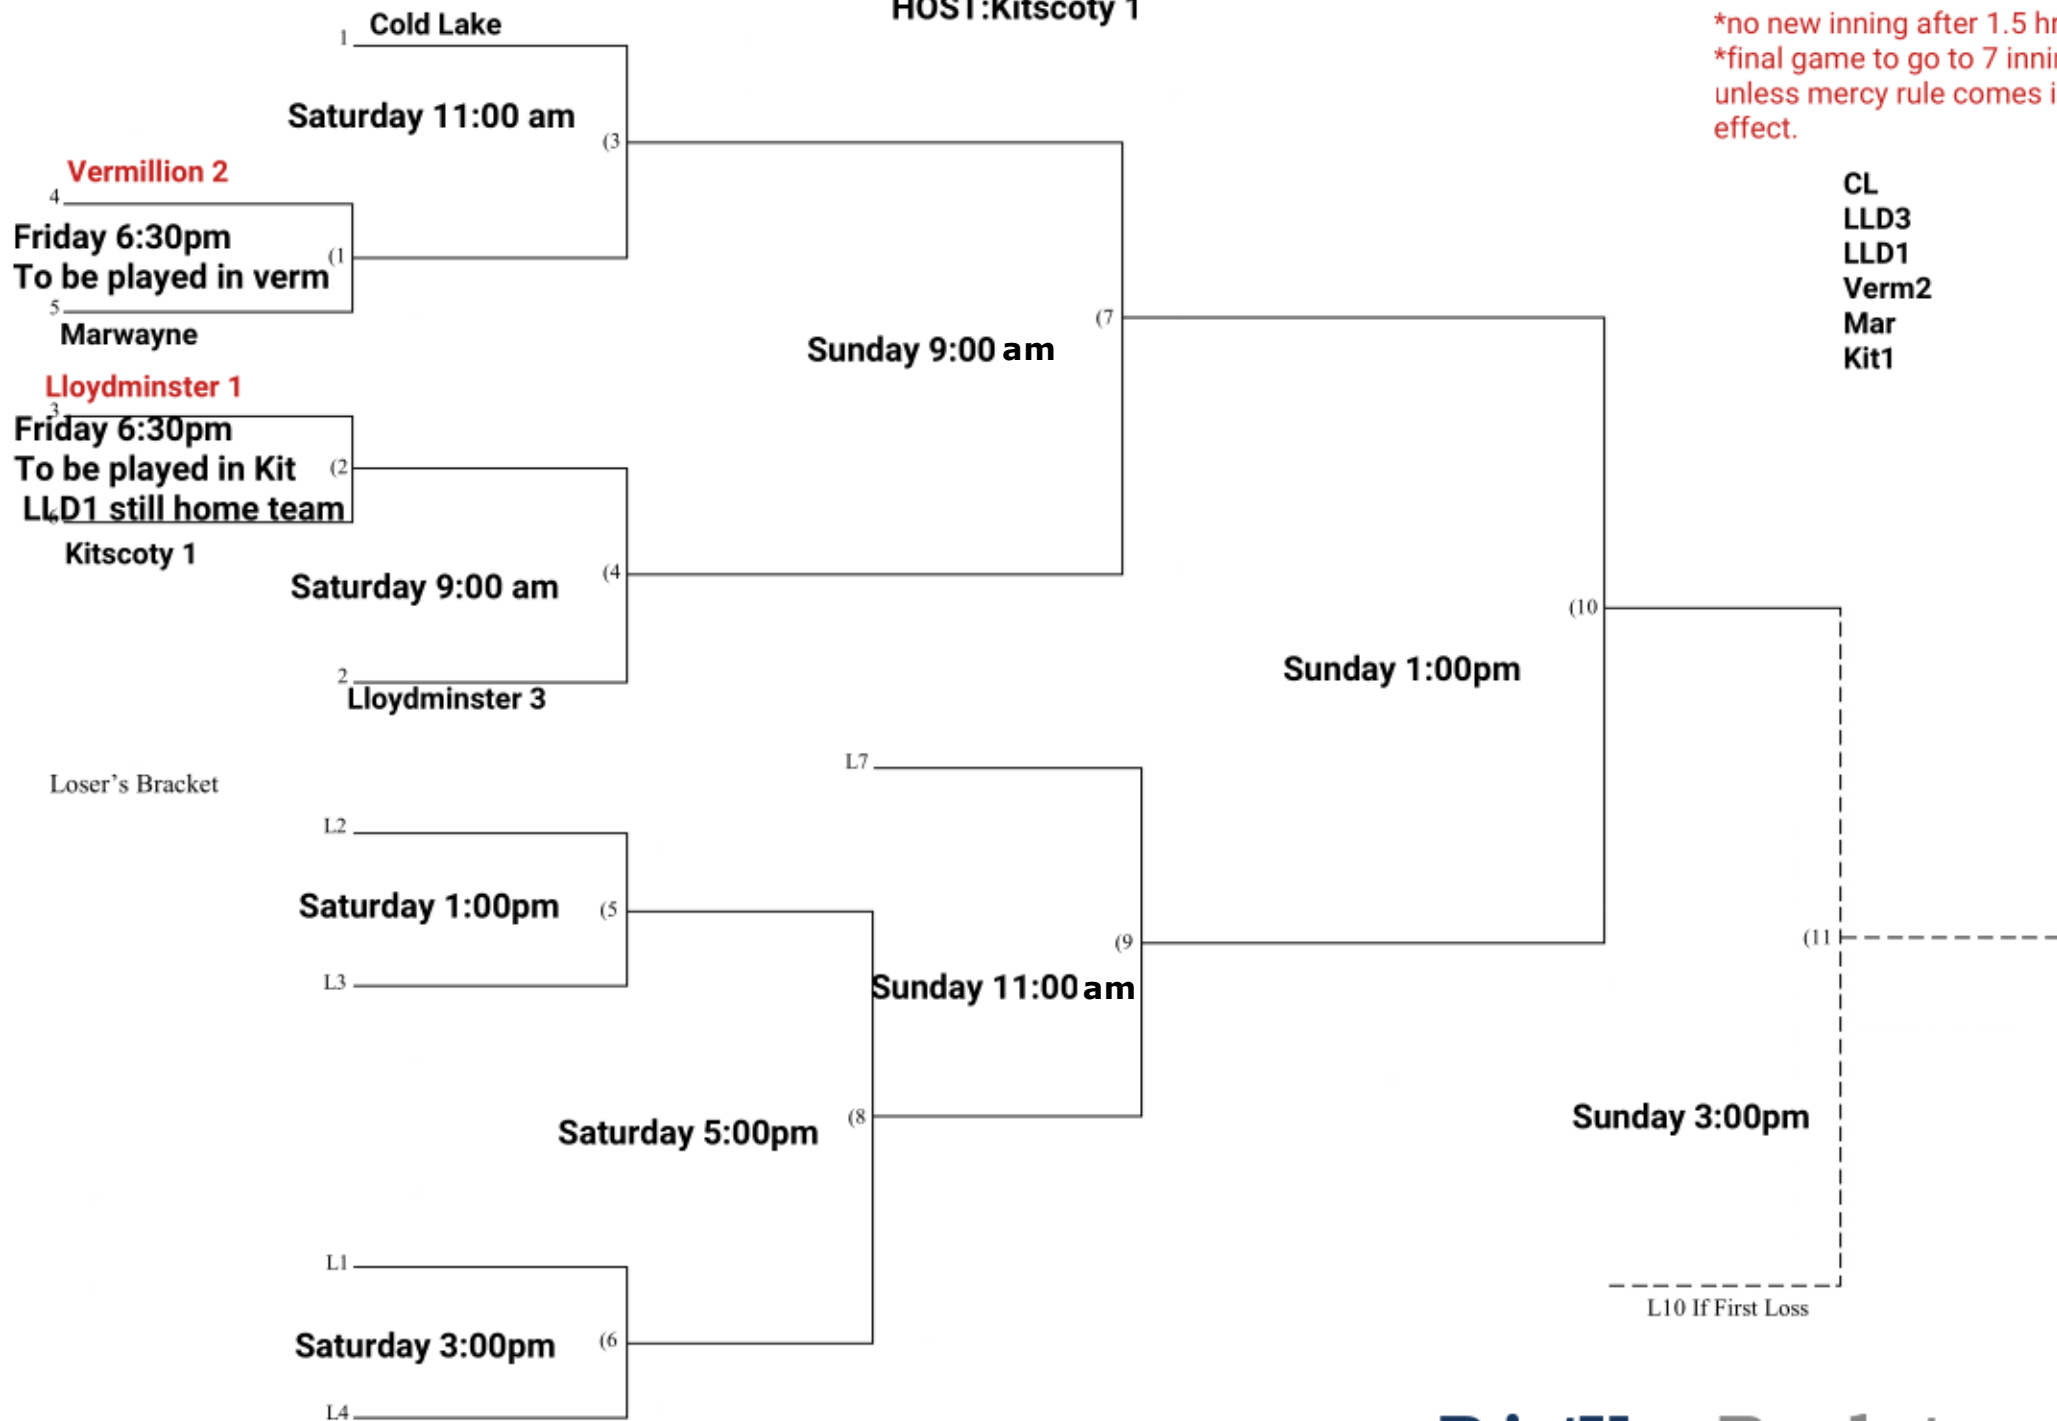 HOST:Kitscoty 1
*no new inning after 1.5
*final game to go to 7
unless mercy rule comes
effect.
CL
LLD3
LLD1
Verm2
Mar
Kit1
1
Cold Lake
Saturday 11:00 am
(3
Vermillion 2
4
Friday 6:30pm
To be played in verm
(1
5
Marwayne
Lloydminster 1
3
Friday 6:30pm
To be played in Kit
(2
LLD1 still home team
6
Kitscoty 1
Saturday 9:00 am
(4
2
Lloydminster 3
Sunday 9:00 am
(7
Sunday 1:00pm
(10
Loser's Bracket
L2
Saturday 1:00pm
(5
L3
L7
(9
Sunday 11:00 am
Saturday 5:00pm
(8
L1
Saturday 3:00pm
(6
L4
(11
Sunday 3:00pm
L10 If First Loss